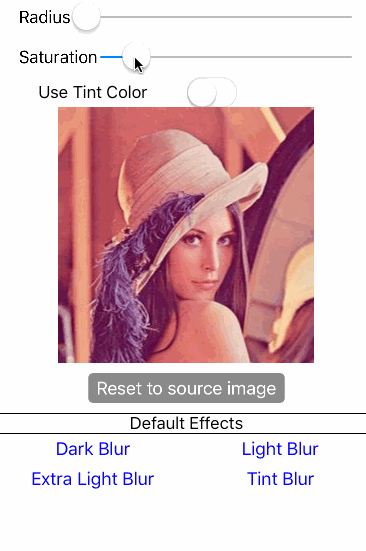 Radius
Saturation
Use Tint Color
Reset to source image
Default Effects
Dark Blur Light Blur
Extra Light Blur Tint Blur